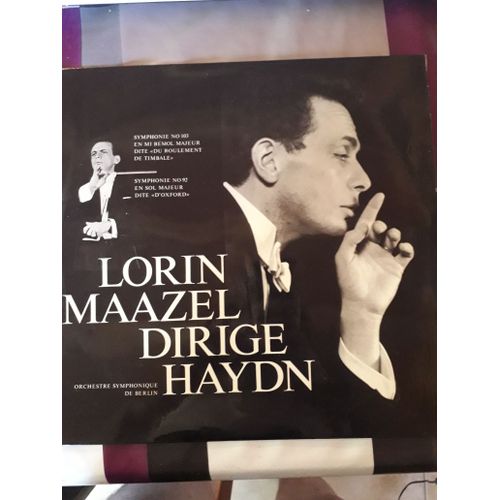 SYMPHONIE NO 103
EN MI BEMOL MAJEUR
DITE «DU ROULEMENT
DE TIMBALE»
SYMPHONIE NO 92
EN SOL MAJEUR
DITE «D'OXFORD»
LORIN
MAAZEL
DIRIGE
HAYDN
ORCHESTRE SYMPHONIQUE
DE BERLIN